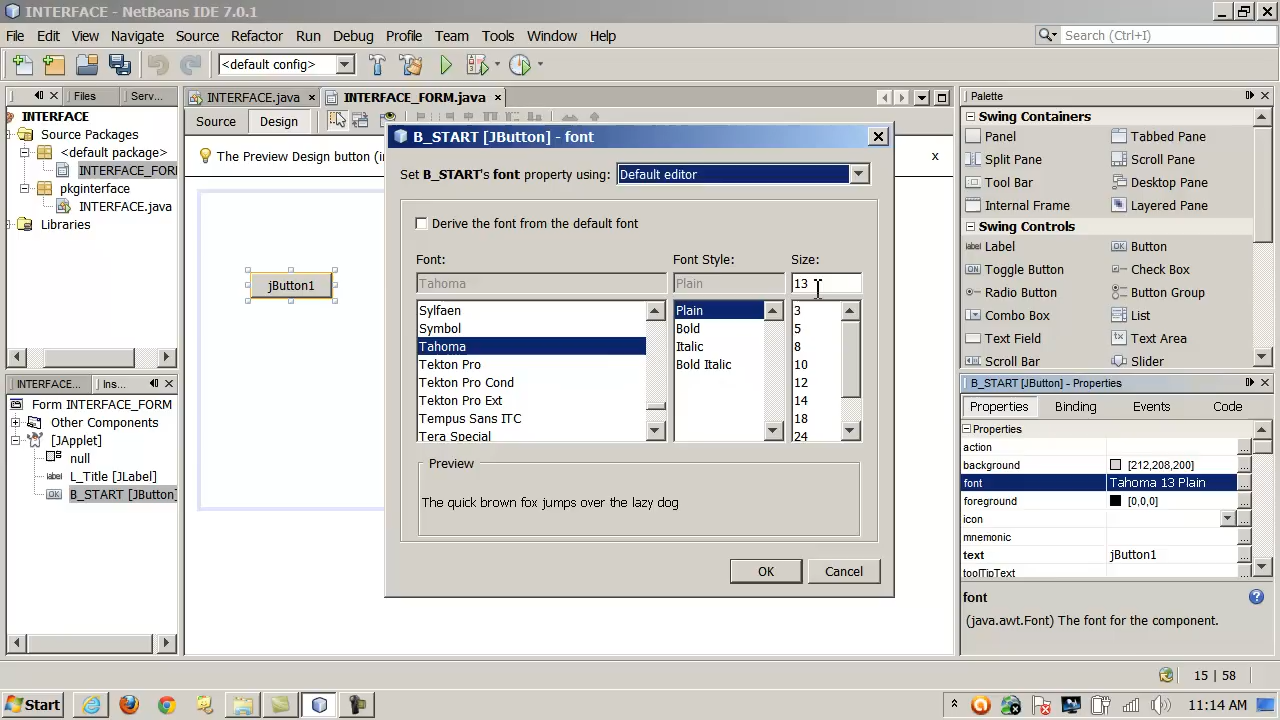 INTERFACE - NetBeans IDE 7.0.1
File Edit View Navigate Source Refactor Run Debug Profile Team Tools Window Help
Search (Ctrl+I)
<default config>
Files Serv...
INTERFACE.java INTERFACE_FORM.java
INTERFACE
Source Packages
<default package>
INTERFACE_FORM
pkginterface
INTERFACE.java
Libraries
Source Design
The Preview Design button (i
x
jButton1
B_START [JButton] - font
Set B_START's font property using: Default editor
Derive the font from the default font
Font: Font Style: Size:
Tahoma Plain 13
Sylfaen Plain 3
Symbol Bold 5
Tahoma Italic 8
Tekton Pro Bold Italic 10
Tekton Pro Cond 12
Tekton Pro Ext 14
Tempus Sans ITC 18
Tera Special 24
Preview
The quick brown fox jumps over the lazy dog
OK Cancel
Palette
Swing Containers
Panel Tabbed Pane
Split Pane Scroll Pane
Tool Bar Desktop Pane
Internal Frame Layered Pane
Swing Controls
Label Button
Toggle Button Check Box
Radio Button Button Group
Combo Box List
Text Field Text Area
Scroll Bar Slider
INTERFACE... Ins...
Form INTERFACE_FORM
Other Components
[JApplet]
null
L_Title [JLabel]
B_START [JButton]
B_START [JButton] - Properties
Properties Binding Events Code
Properties
action ...
background [212,208,200] ...
font Tahoma 13 Plain ...
foreground [0,0,0] ...
icon ...
mnemonic ...
text jButton1 ...
toolTipText ...
font
(java.awt.Font) The font for the component.
15 | 58
Start
11:14 AM